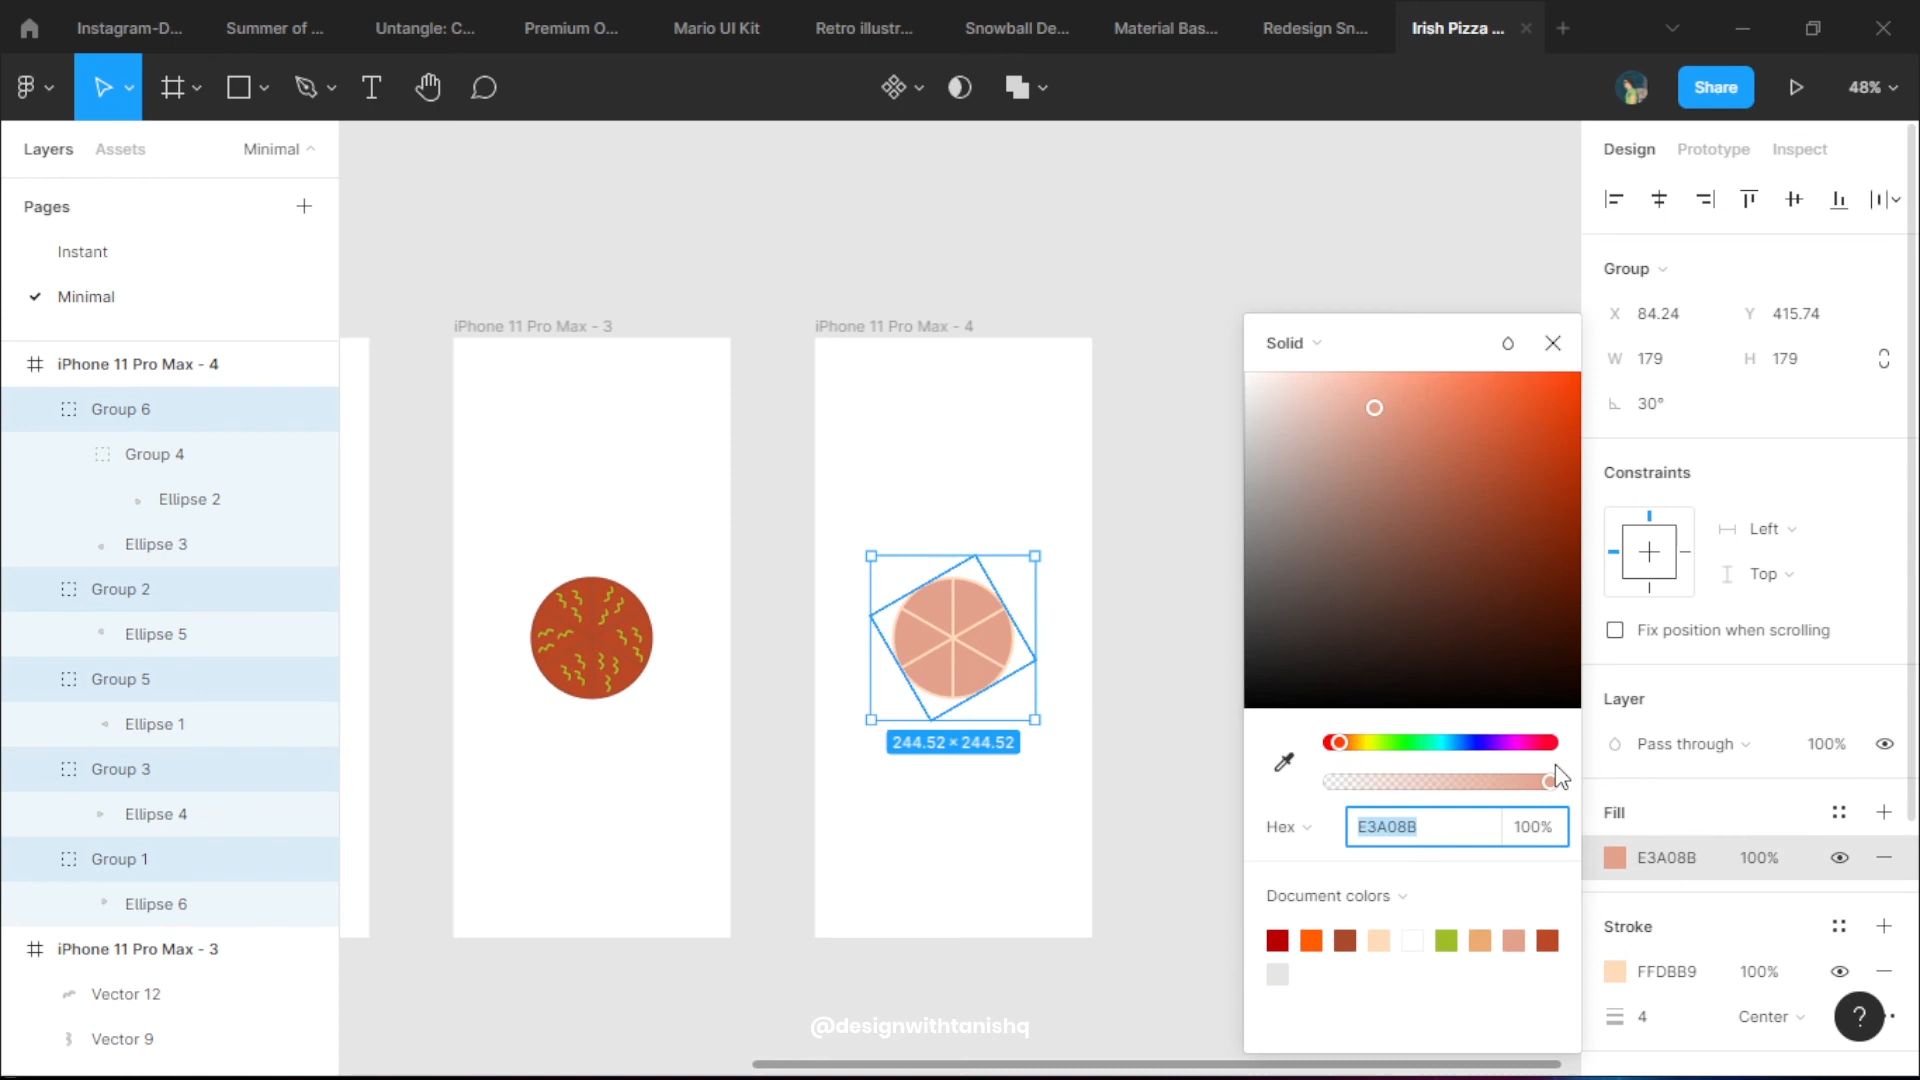 Instagram-D...
Summer of ...
Untangle: C...
Premium O...
Mario UI Kit
Retro illustr...
Snowball De...
Material Bas...
Redesign Sn...
Irish Pizza ...
Share
48%
Layers
Assets
Minimal
Pages
Instant
Minimal
iPhone 11 Pro Max - 4
Group 6
Group 4
Ellipse 2
Ellipse 3
Group 2
Ellipse 5
Group 5
Ellipse 1
Group 3
Ellipse 4
Group 1
Ellipse 6
iPhone 11 Pro Max - 3
Vector 12
Vector 9
iPhone 11 Pro Max - 3
iPhone 11 Pro Max - 4
244.52 × 244.52
@designwithtanishq
Solid
Hex
E3A08B
100%
Document colors
Design
Prototype
Inspect
Group
X 84.24
Y 415.74
W 179
H 179
30°
Constraints
Left
Top
Fix position when scrolling
Layer
Pass through
100%
Fill
E3A08B
100%
Stroke
FFDBB9
100%
4
Center
?